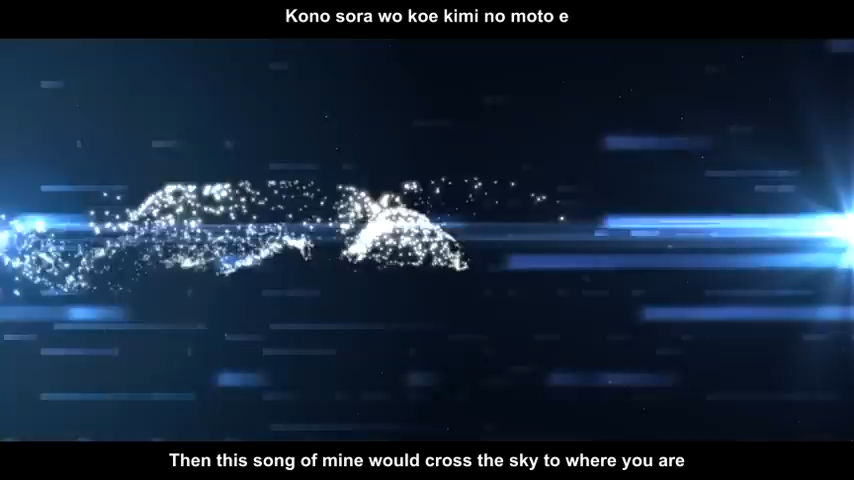 Kono sora wo koe kimi no moto e
Then this song of mine would cross the sky to where you are